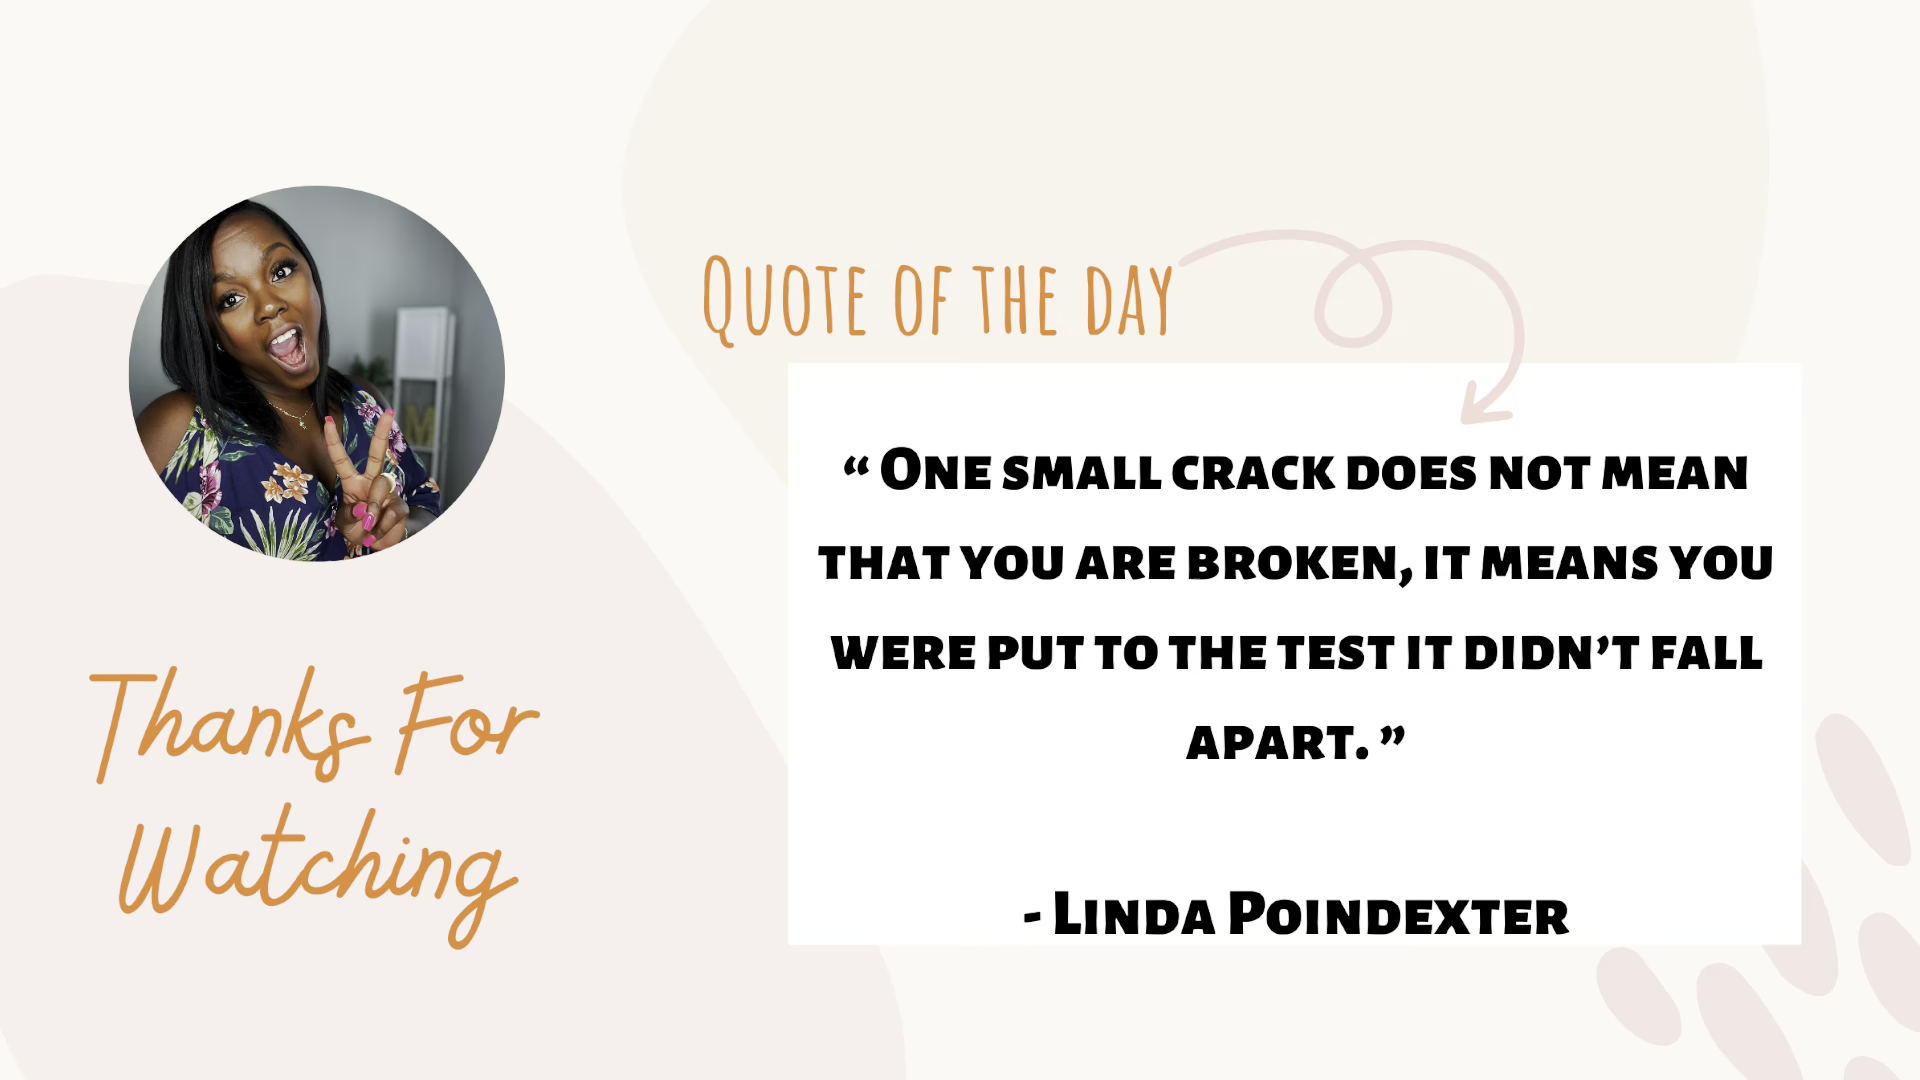 Quote of the day
“ One small crack does not mean
that you are broken, it means you
were put to the test it didn’t fall
apart. ”
- Linda Poindexter
Thanks For
Watching